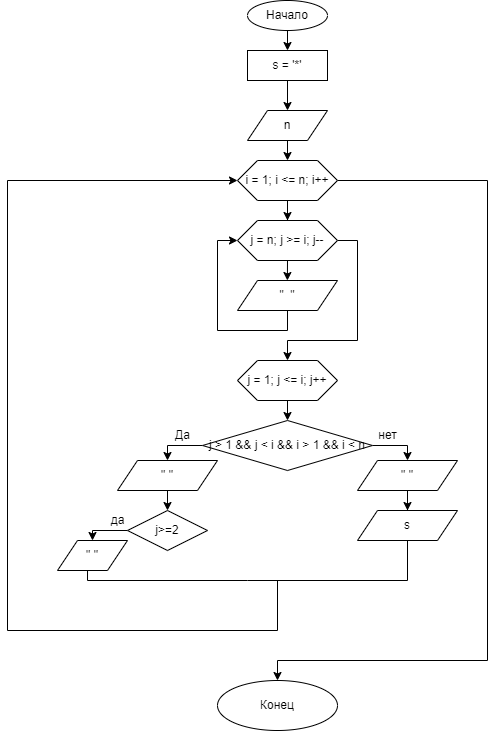 Начало
s = '*'
n
i = 1; i <= n; i++
j = n; j >= i; j--
" "
j = 1; j <= i; j++
Да
j > 1 && j < i && i > 1 && i < n
нет
" "
" "
да
j>=2
s
" "
Конец